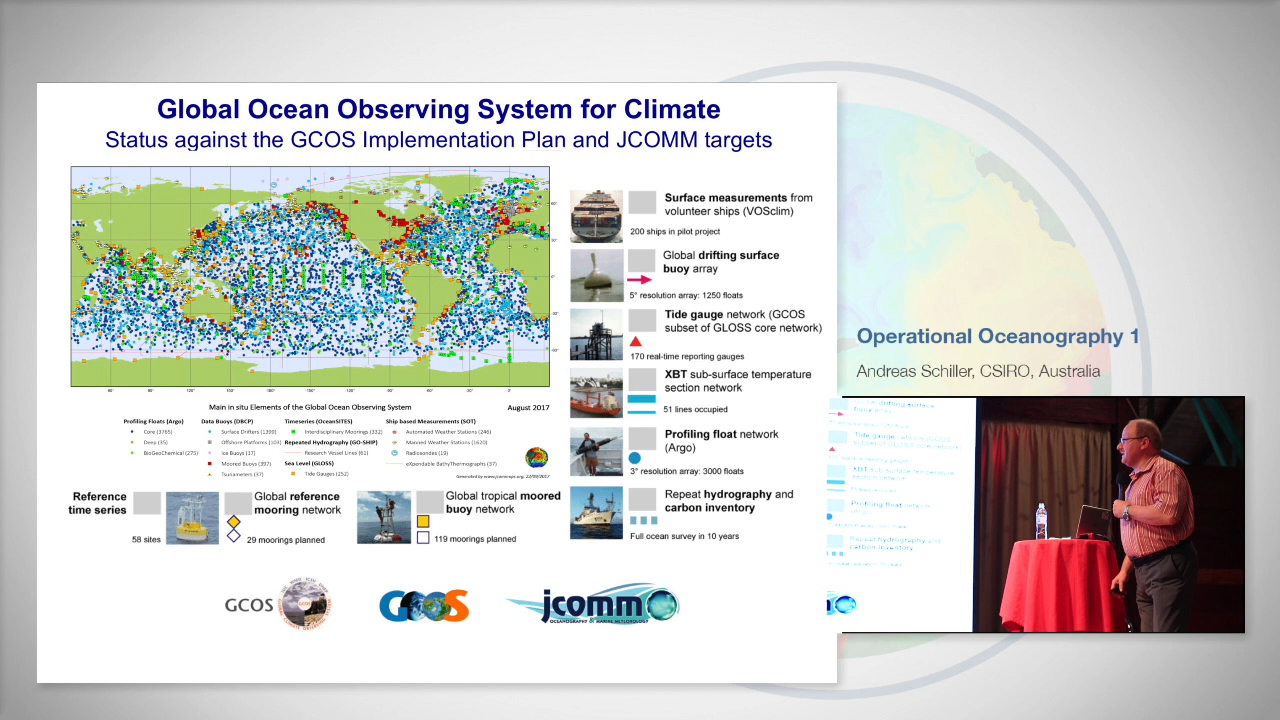 Global Ocean Observing System for Climate
Status against the GCOS Implementation Plan and JCOMM targets
Main in situ Elements of the Global Ocean Observing System
August 2017
Profiling Floats (Argo)
Core (3765)
Deep (35)
BioGeoChemical (275)
Data Buoys (DBCP)
Surface Drifters (1399)
Offshore Platforms (103)
Ice Buoys (17)
Moored Buoys (397)
Tsunameters (37)
Timeseries (OceanSITES)
Interdisciplinary Moorings (332)
Repeated Hydrography (GO-SHIP)
Research Vessel Lines (61)
Sea Level (GLOSS)
Tide Gauges (252)
Ship based Measurements (SOT)
Automated Weather Stations (246)
Manned Weather Stations (1620)
Radiosondes (19)
eXpendable BathyThermographs (37)
Generated by www.jcommops.org, 22/09/2017
Surface measurements from
volunteer ships (VOSclim)
200 ships in pilot project
Global drifting surface
buoy array
5° resolution array: 1250 floats
Tide gauge network (GCOS
subset of GLOSS core network)
170 real-time reporting gauges
XBT sub-surface temperature
section network
51 lines occupied
Profiling float network
(Argo)
3° resolution array: 3000 floats
Repeat hydrography and
carbon inventory
Full ocean survey in 10 years
Reference
time series
58 sites
Global reference
mooring network
29 moorings planned
Global tropical moored
buoy network
119 moorings planned
GCOS
GOOS
jcomm
OCEANOGRAPHY & MARINE METEOROLOGY
Operational Oceanography 1
Andreas Schiller, CSIRO, Australia